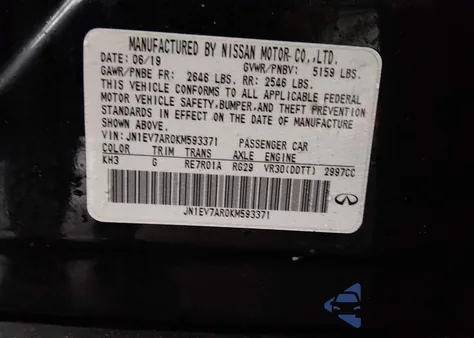 MANUFACTURED BY NISSAN MOTOR CO.,LTD.
DATE: 06/19 GVWR/PNBV: 5159 LBS.
GAWR/PNBE FR: 2646 LBS. RR: 2546 LBS.
THIS VEHICLE CONFORMS TO ALL APPLICABLE FEDERAL
MOTOR VEHICLE SAFETY, BUMPER, AND THEFT PREVENTION
STANDARDS IN EFFECT ON THE DATE OF MANUFACTURE
SHOWN ABOVE.
VIN: JN1EV7AR0KM593371 PASSENGER CAR
COLOR TRIM TRANS AXLE ENGINE
KH3 G RE7R01A RG29 VR30(DDTT) 2997CC
JN1EV7AR0KM593371